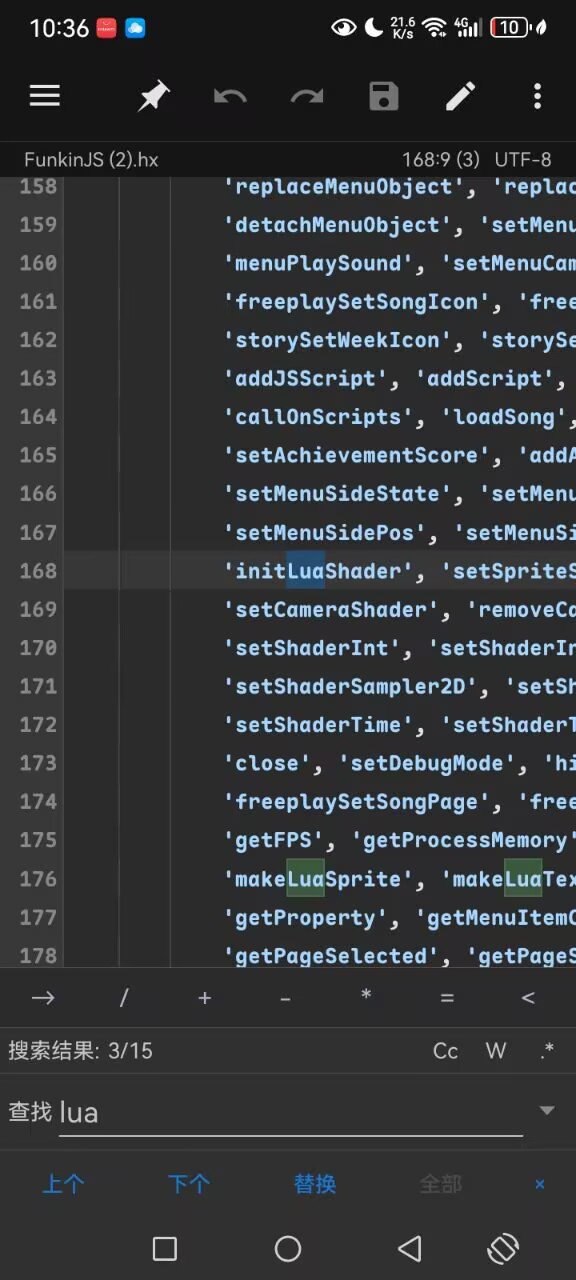 10:36 21.6 K/s 4G 10
FunkinJS (2).hx 168:9 (3) UTF-8
158 'replaceMenuObject', 'replac
159 'detachMenuObject', 'setMenu
160 'menuPlaySound', 'setMenuCam
161 'freeplaySetSongIcon', 'free
162 'storySetWeekIcon', 'storySe
163 'addJSScript', 'addScript',
164 'callOnScripts', 'loadSong',
165 'setAchievementScore', 'addA
166 'setMenuSideState', 'setMenu
167 'setMenuSidePos', 'setMenuSi
168 'initLuaShader', 'setSpriteS
169 'setCameraShader', 'removeCa
170 'setShaderInt', 'setShaderIn
171 'setShaderSampler2D', 'setSh
172 'setShaderTime', 'setShaderT
173 'close', 'setDebugMode', 'hi
174 'freeplaySetSongPage', 'free
175 'getFPS', 'getProcessMemory'
176 'makeLuaSprite', 'makeLuaTex
177 'getProperty', 'getMenuItemC
178 'getPageSelected', 'getPageS
→ / + - * = <
搜索结果: 3/15 Cc W .*
查找 lua
上个 下个 替换 全部 ×